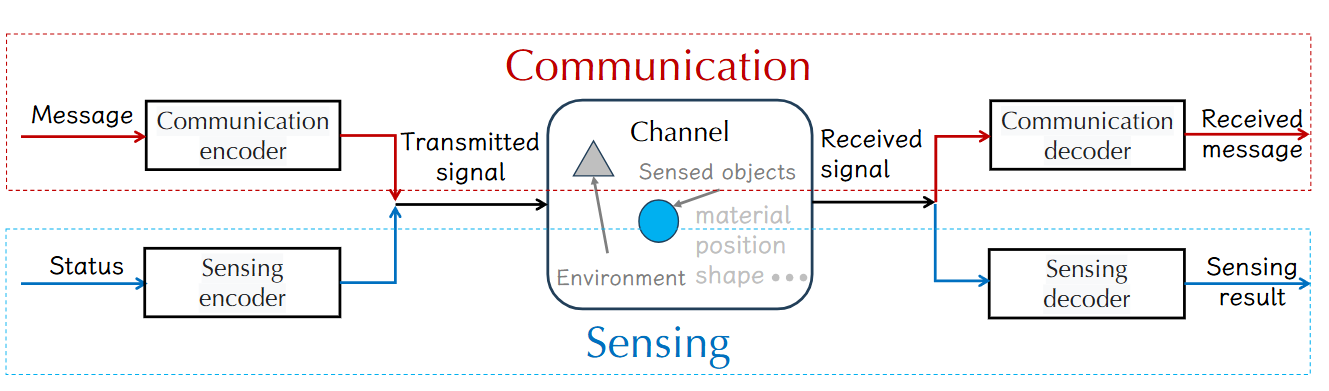 Communication
Message
Communication
encoder
Transmitted
signal
Channel
Sensed objects
material
position
shape •••
Environment
Received
signal
Communication
decoder
Received
message
Status
Sensing
encoder
Sensing
decoder
Sensing
result
Sensing